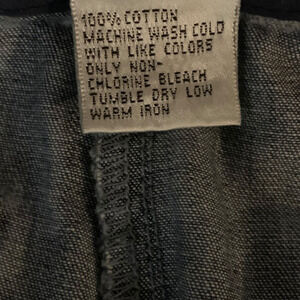 100% COTTON
MACHINE WASH COLD
WITH LIKE COLORS
ONLY NON-
CHLORINE BLEACH
TUMBLE DRY LOW
WARM IRON